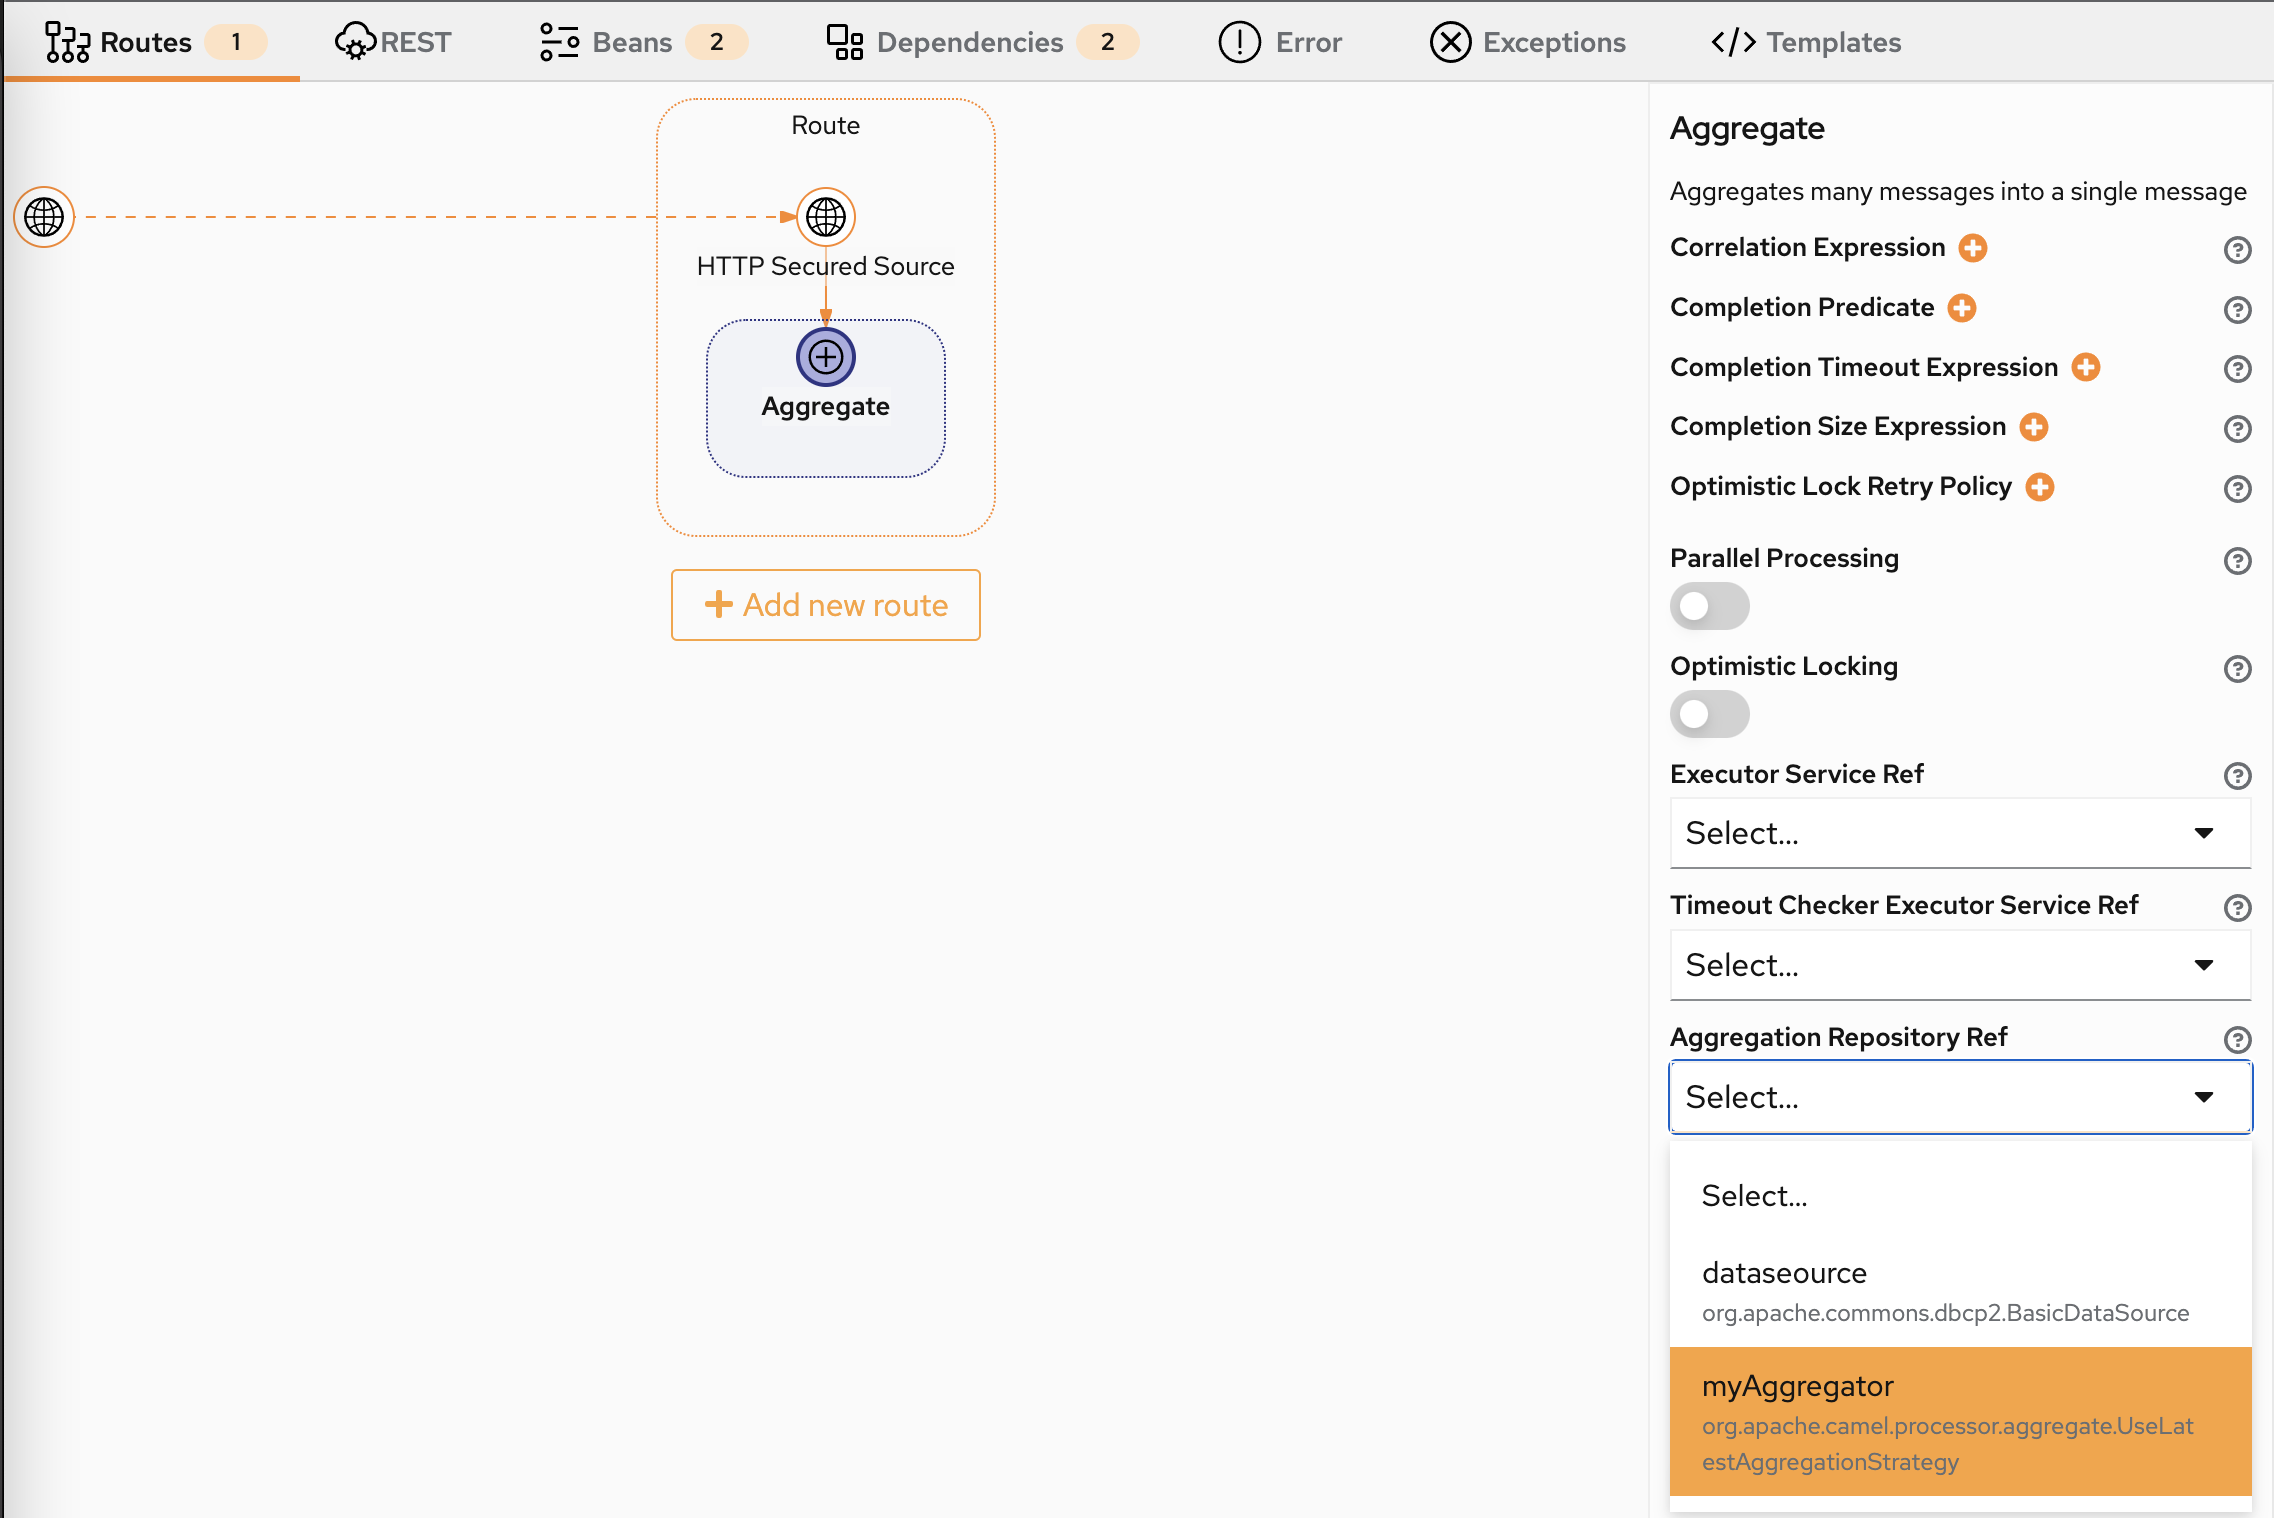 Routes 1 REST Beans 2 Dependencies 2 Error Exceptions Templates
Route
HTTP Secured Source
Aggregate
Add new route
Aggregate
Aggregates many messages into a single message
Correlation Expression
Completion Predicate
Completion Timeout Expression
Completion Size Expression
Optimistic Lock Retry Policy
Parallel Processing
Optimistic Locking
Executor Service Ref
Select...
Timeout Checker Executor Service Ref
Select...
Aggregation Repository Ref
Select...
Select...
dataseource
org.apache.commons.dbcp2.BasicDataSource
myAggregator
org.apache.camel.processor.aggregate.UseLat
estAggregationStrategy